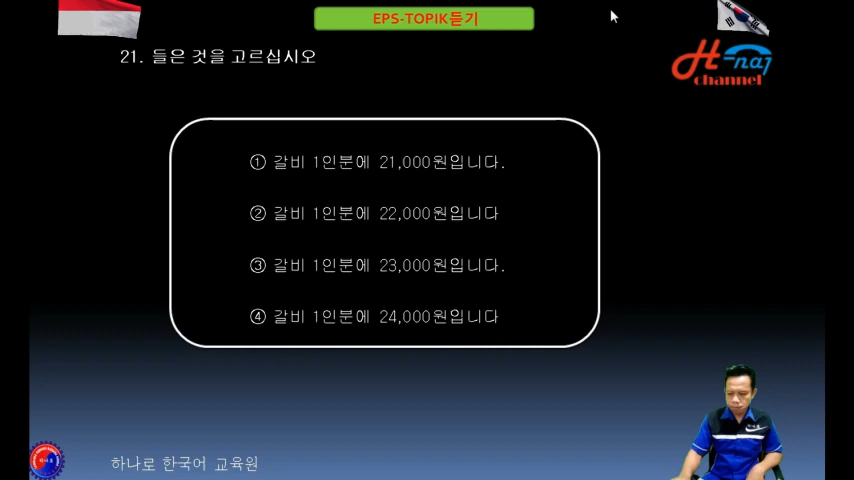 EPS-TOPIK듣기
21. 들은 것을 고르십시오
H-naj
channel
① 갈비 1인분에 21,000원입니다.
② 갈비 1인분에 22,000원입니다
③ 갈비 1인분에 23,000원입니다.
④ 갈비 1인분에 24,000원입니다
하나로 한국어 교육원